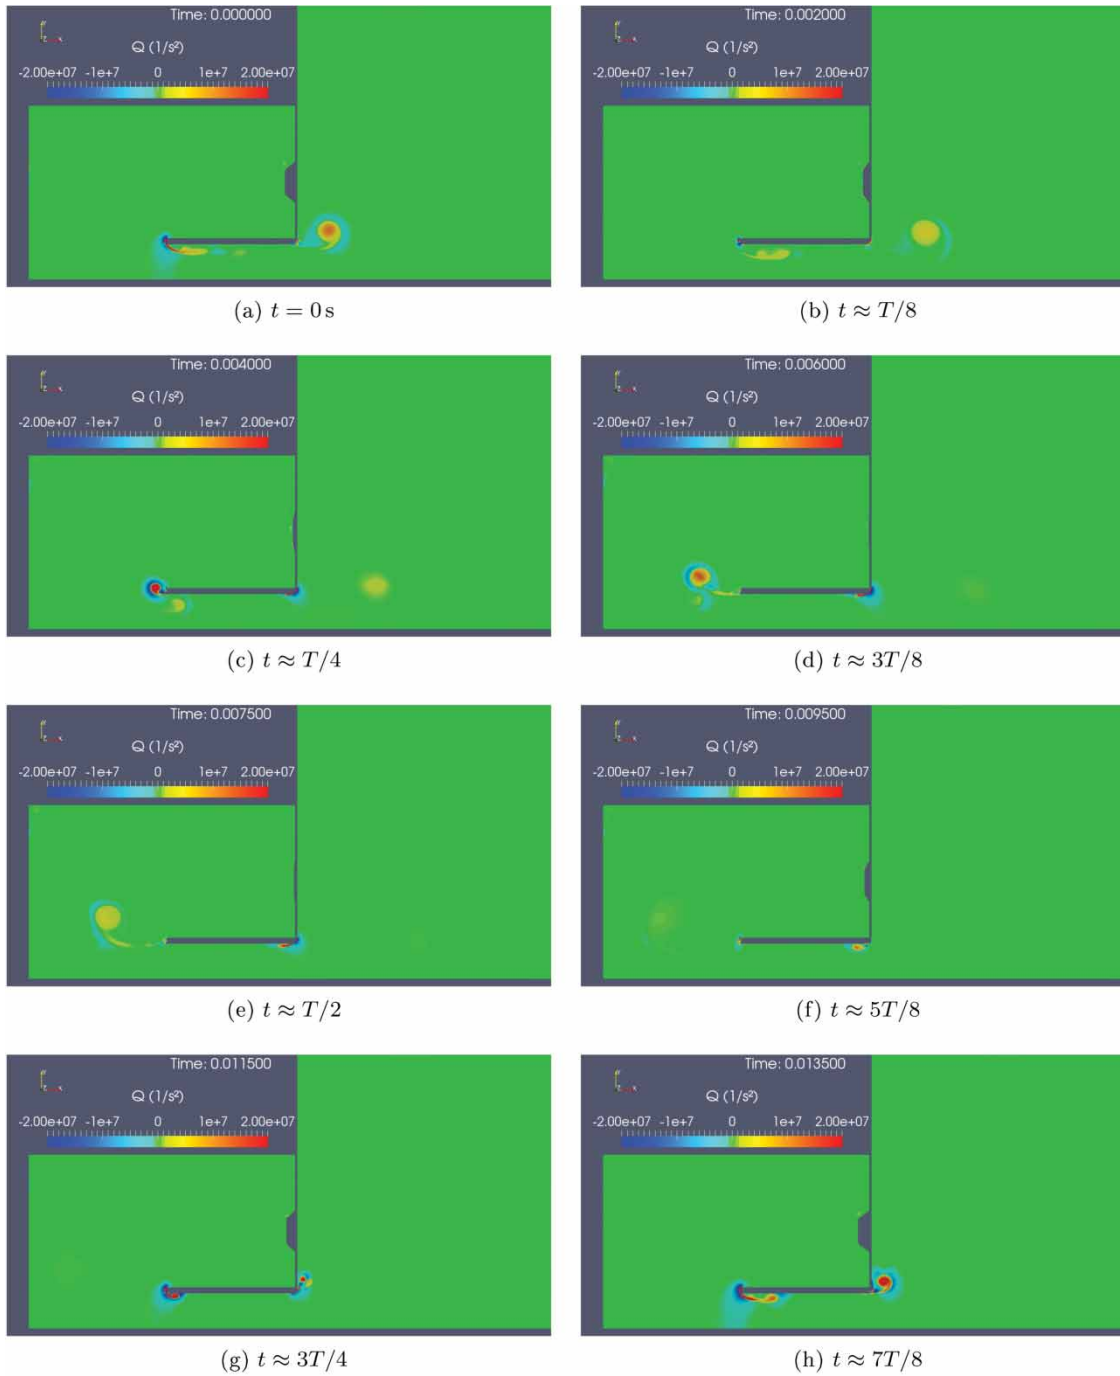 Time: 0.000000
Q (1/s²)
-2.00e+07 -1e+7 0 1e+7 2.00e+07
(a) t = 0 s
Time: 0.002000
Q (1/s²)
-2.00e+07 -1e+7 0 1e+7 2.00e+07
(b) t ≈ T/8
Time: 0.004000
Q (1/s²)
-2.00e+07 -1e+7 0 1e+7 2.00e+07
(c) t ≈ T/4
Time: 0.006000
Q (1/s²)
-2.00e+07 -1e+7 0 1e+7 2.00e+07
(d) t ≈ 3T/8
Time: 0.007500
Q (1/s²)
-2.00e+07 -1e+7 0 1e+7 2.00e+07
(e) t ≈ T/2
Time: 0.009500
Q (1/s²)
-2.00e+07 -1e+7 0 1e+7 2.00e+07
(f) t ≈ 5T/8
Time: 0.011500
Q (1/s²)
-2.00e+07 -1e+7 0 1e+7 2.00e+07
(g) t ≈ 3T/4
Time: 0.013500
Q (1/s²)
-2.00e+07 -1e+7 0 1e+7 2.00e+07
(h) t ≈ 7T/8